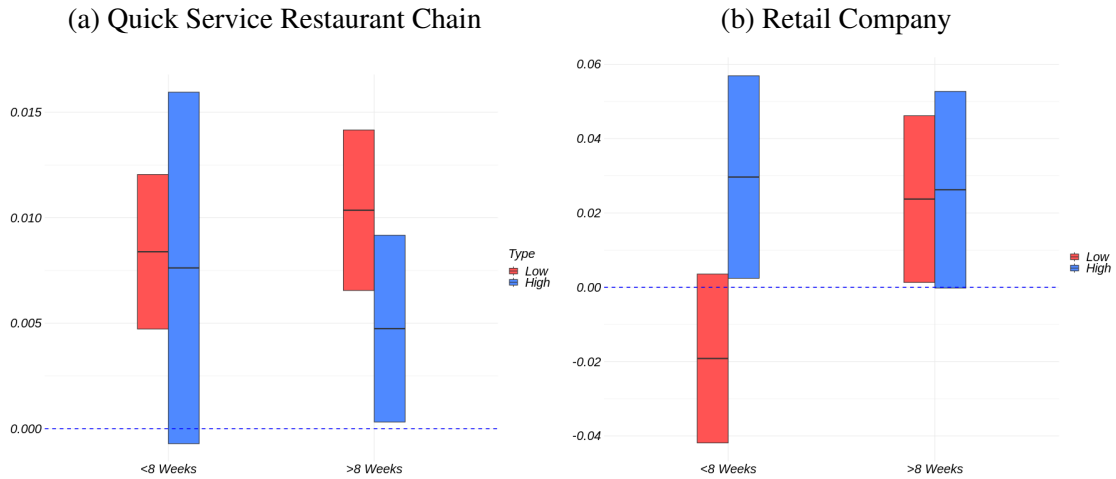 (a) Quick Service Restaurant Chain
0.015
0.010
0.005
0.000
<8 Weeks
>8 Weeks
Type
Low
High
(b) Retail Company
0.06
0.04
0.02
0.00
-0.02
-0.04
<8 Weeks
>8 Weeks
Low
High